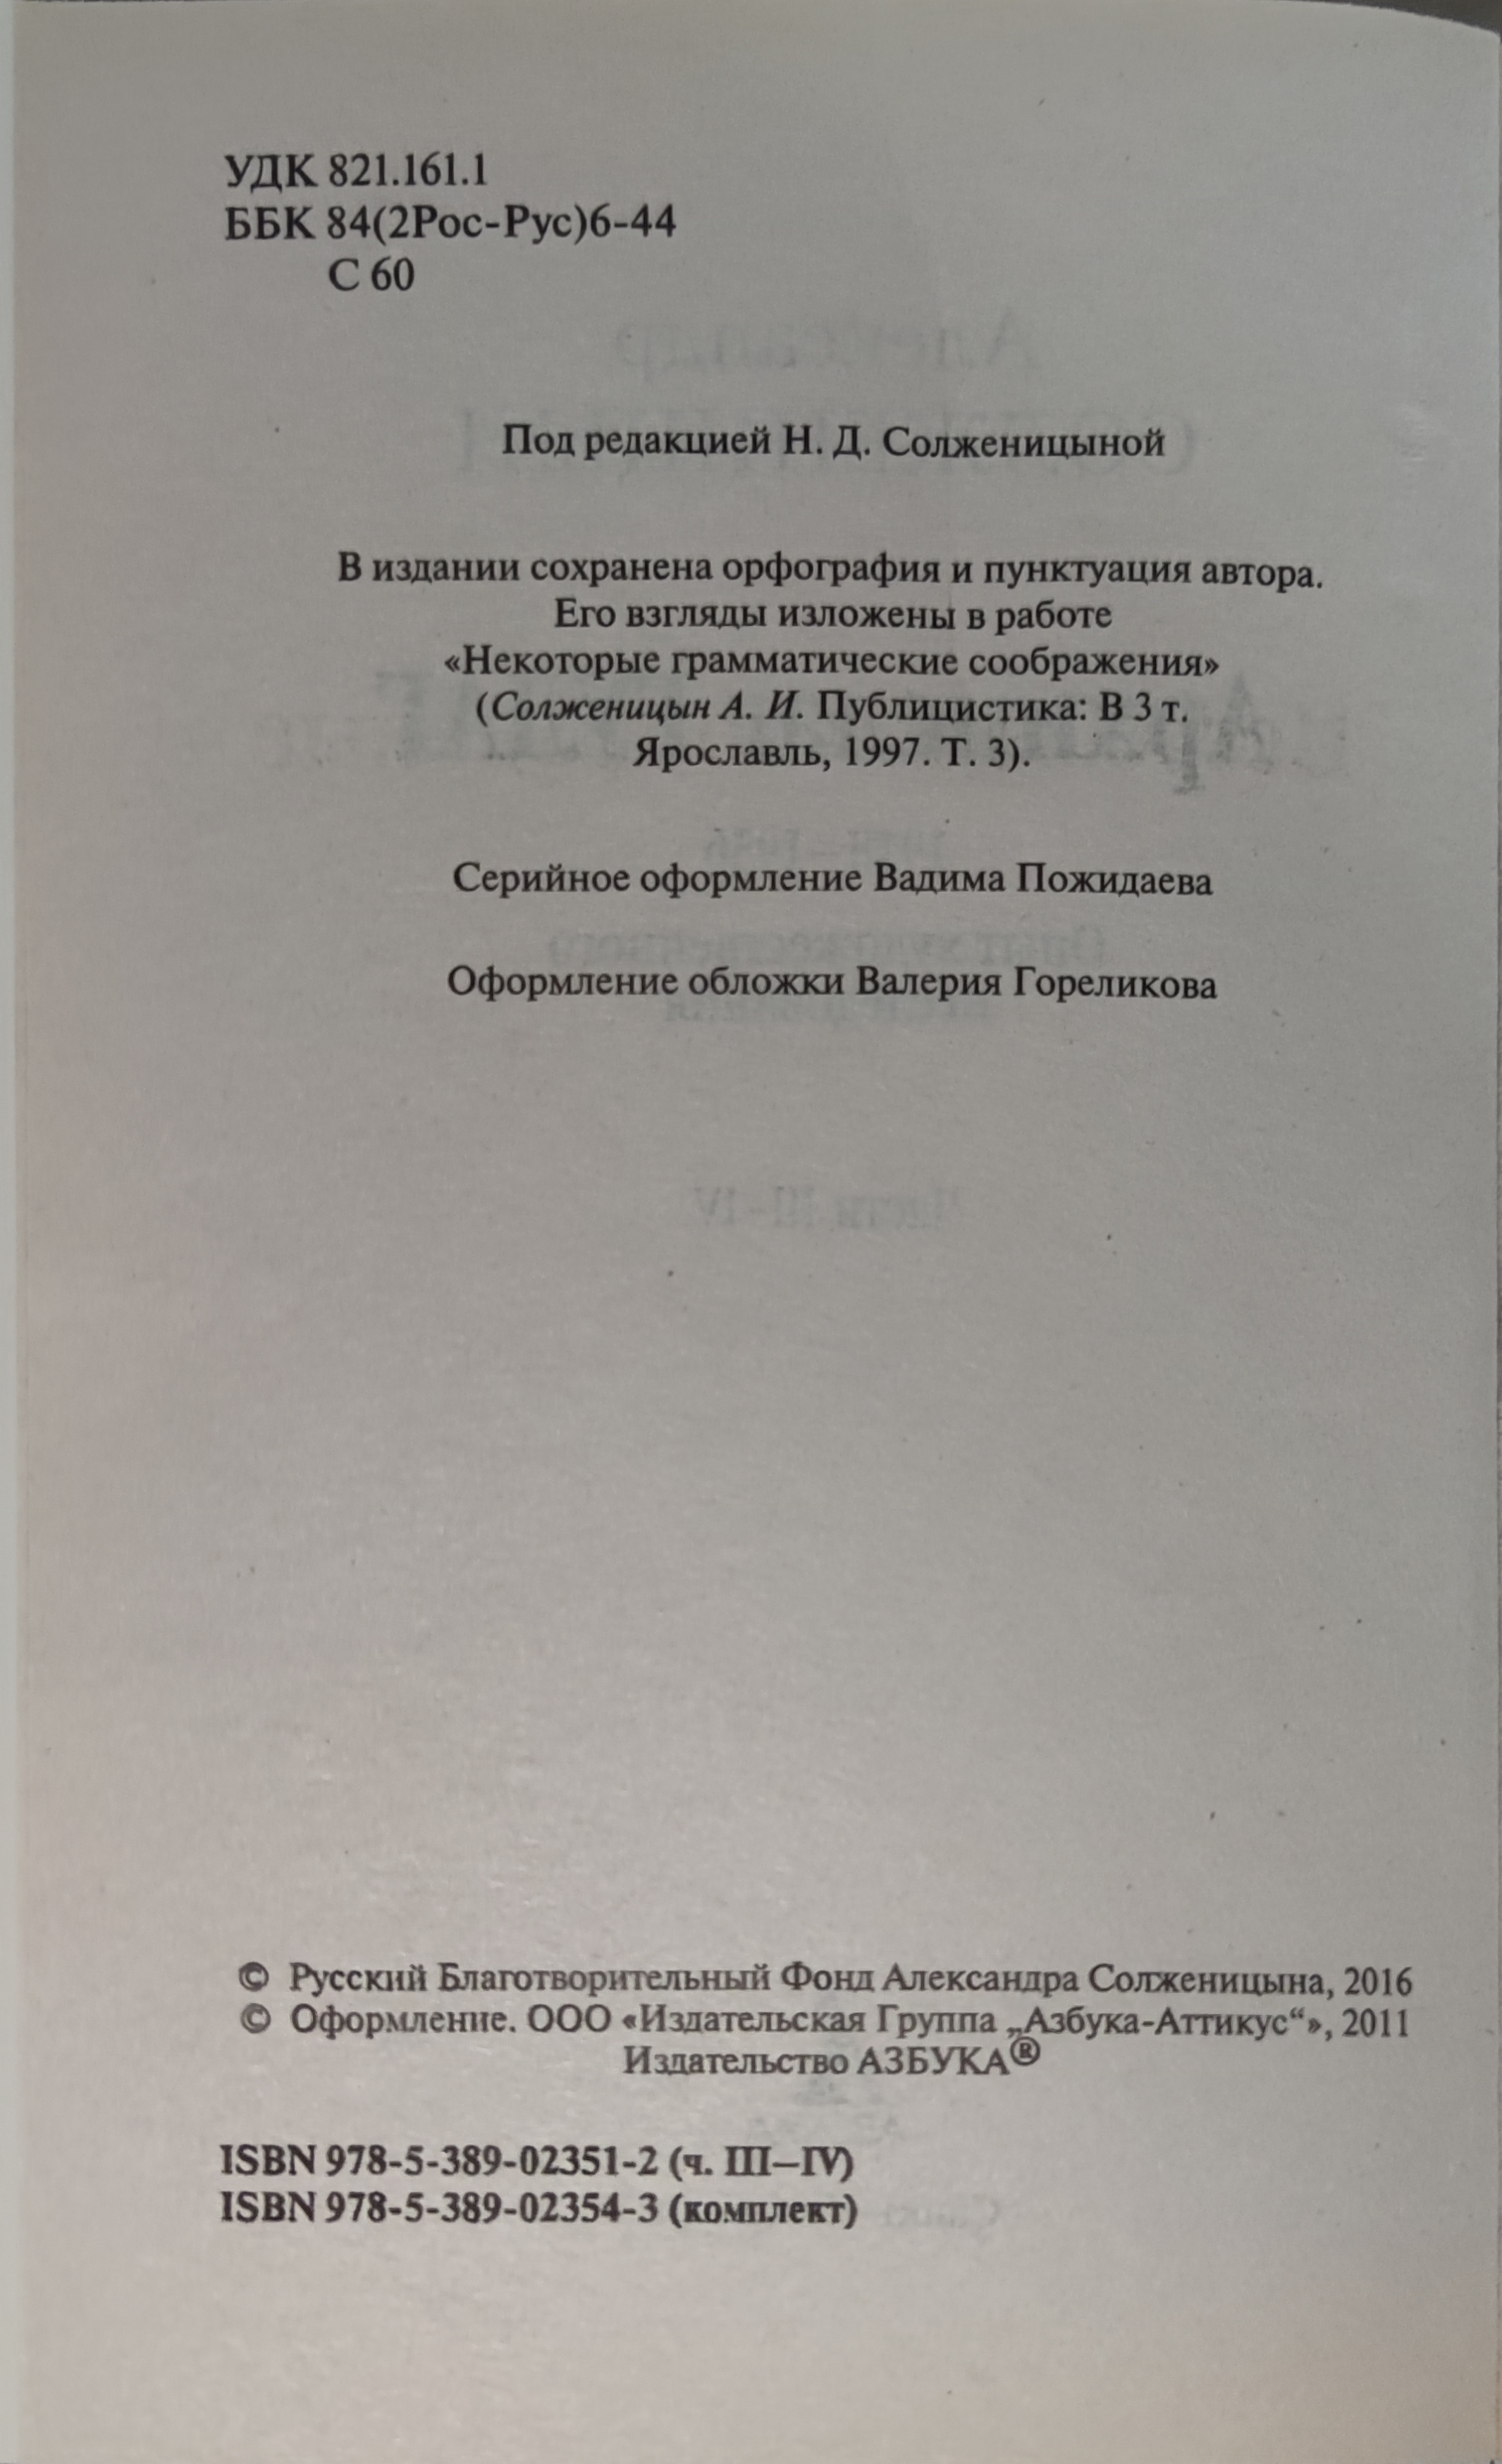 УДК 821.161.1
ББК 84(2Рос-Рус)6-44
С 60
Под редакцией Н. Д. Солженицыной
В издании сохранена орфография и пунктуация автора.
Его взгляды изложены в работе
«Некоторые грамматические соображения»
(Солженицын А. И. Публицистика: В 3 т.
Ярославль, 1997. Т. 3).
Серийное оформление Вадима Пожидаева
Оформление обложки Валерия Гореликова
Части III–IV
© Русский Благотворительный Фонд Александра Солженицына, 2016
© Оформление. ООО «Издательская Группа „Азбука-Аттикус“», 2011
Издательство АЗБУКА®
ISBN 978-5-389-02351-2 (ч. III–IV)
ISBN 978-5-389-02354-3 (комплект)